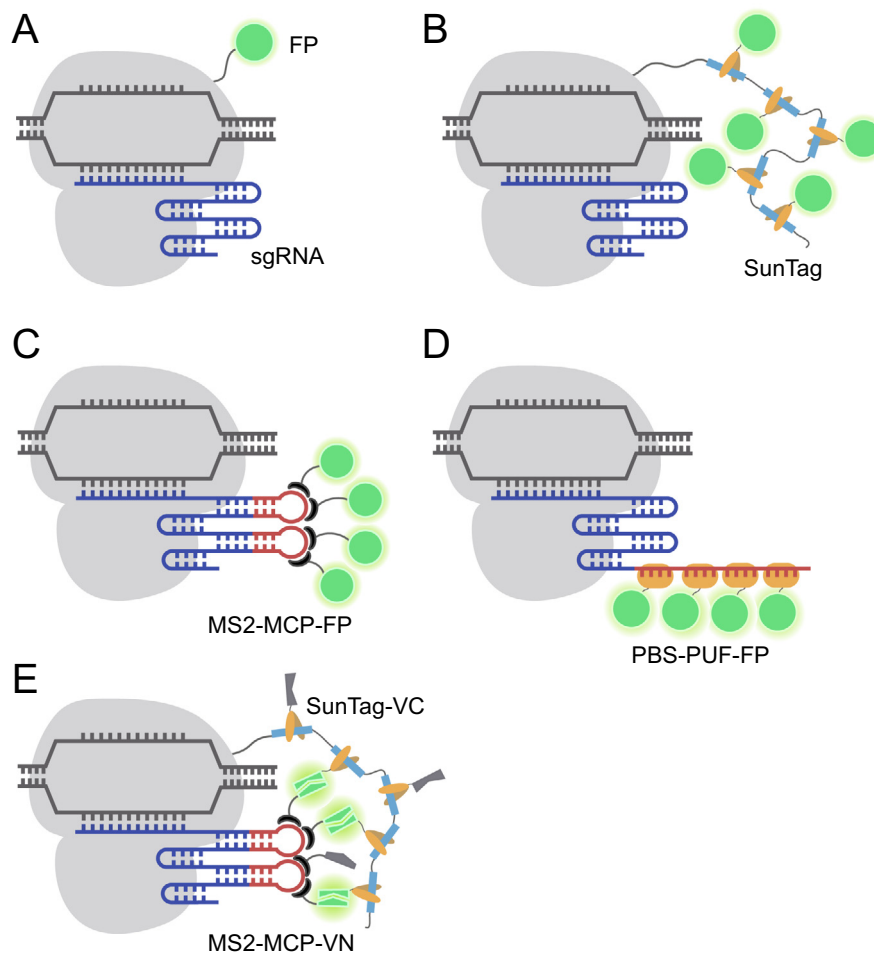 A
FP
sgRNA
B
SunTag
C
MS2-MCP-FP
D
PBS-PUF-FP
E
SunTag-VC
MS2-MCP-VN